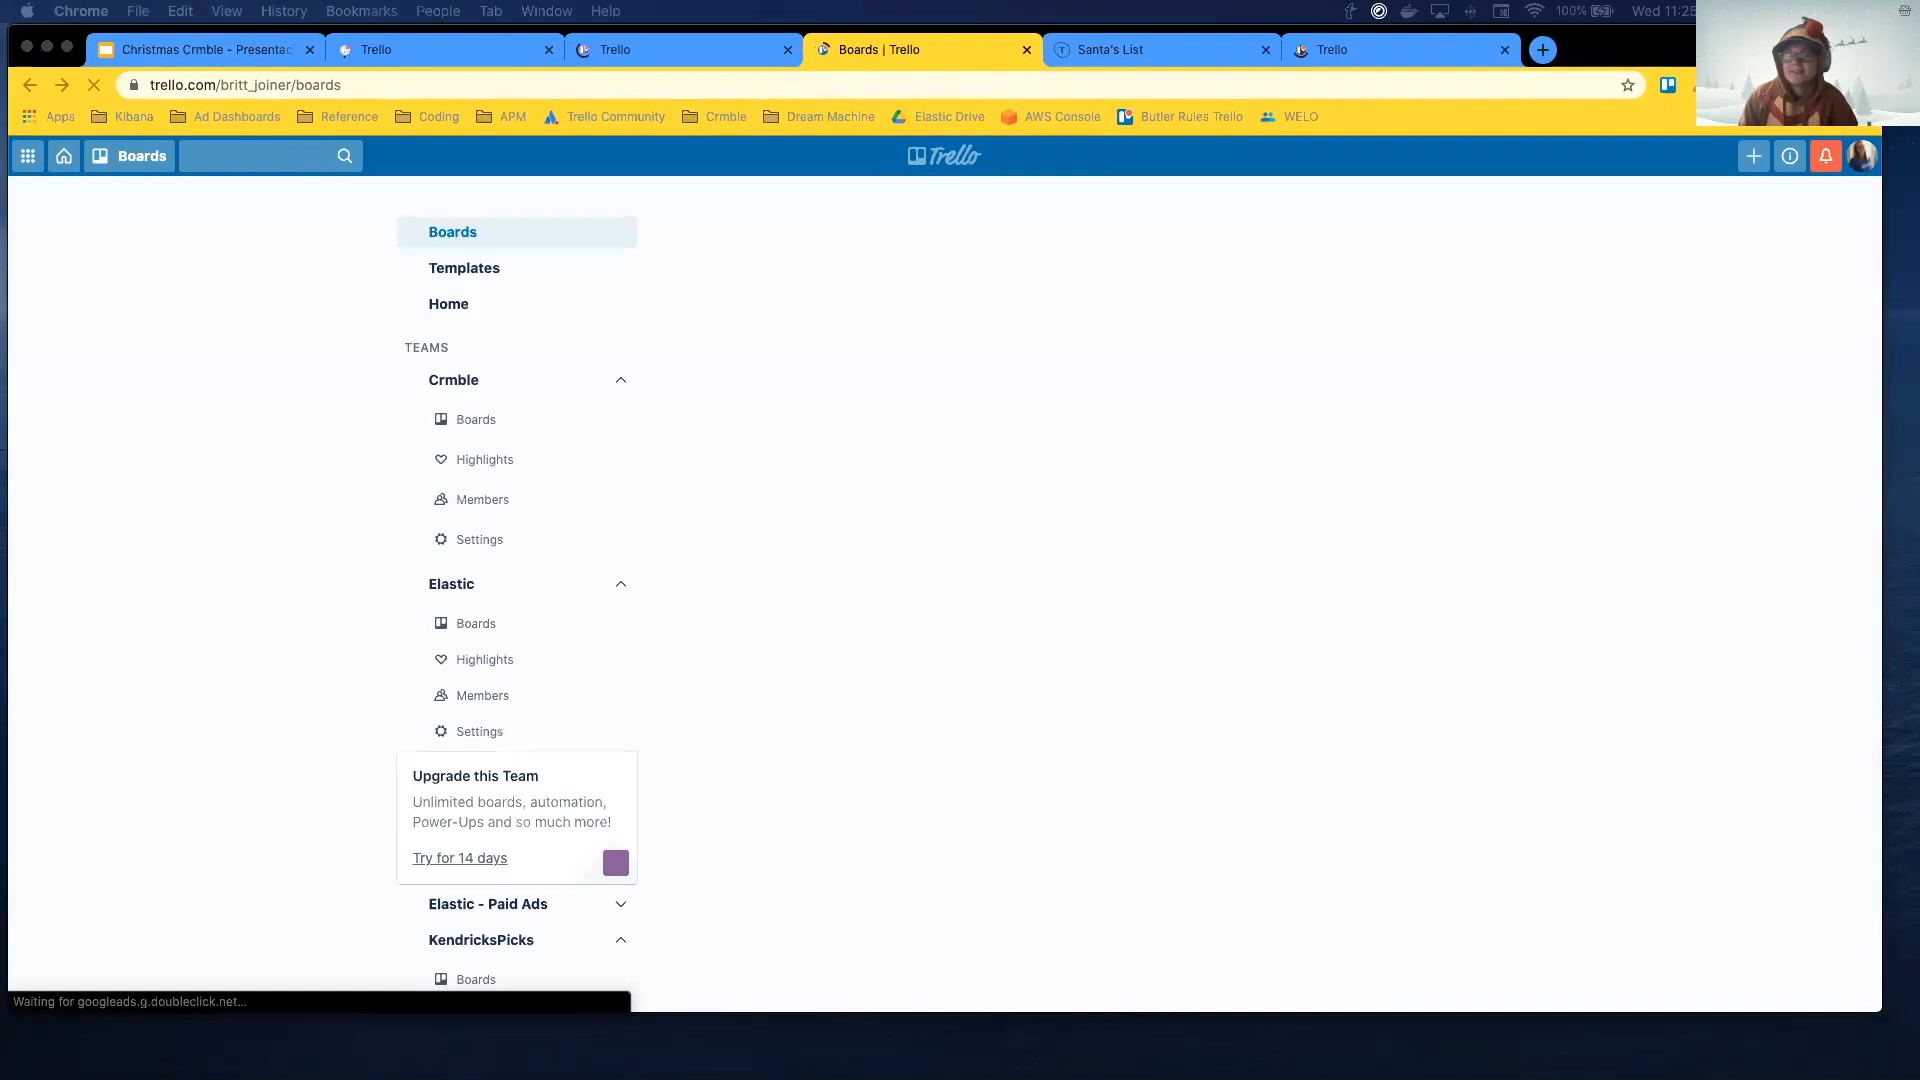 Chrome File Edit View History Bookmarks People Tab Window Help 100% Wed 11:25
Christmas Crmble - Presentac Trello Trello Boards | Trello Santa's List Trello
trello.com/britt_joiner/boards
Apps Kibana Ad Dashboards Reference Coding APM Trello Community Crmble Dream Machine Elastic Drive AWS Console Butler Rules Trello WELO
Boards Trello
Boards
Templates
Home
TEAMS
Crmble
Boards
Highlights
Members
Settings
Elastic
Boards
Highlights
Members
Settings
Upgrade this Team
Unlimited boards, automation,
Power-Ups and so much more!
Try for 14 days
Elastic - Paid Ads
KendricksPicks
Boards
Waiting for googleads.g.doubleclick.net...